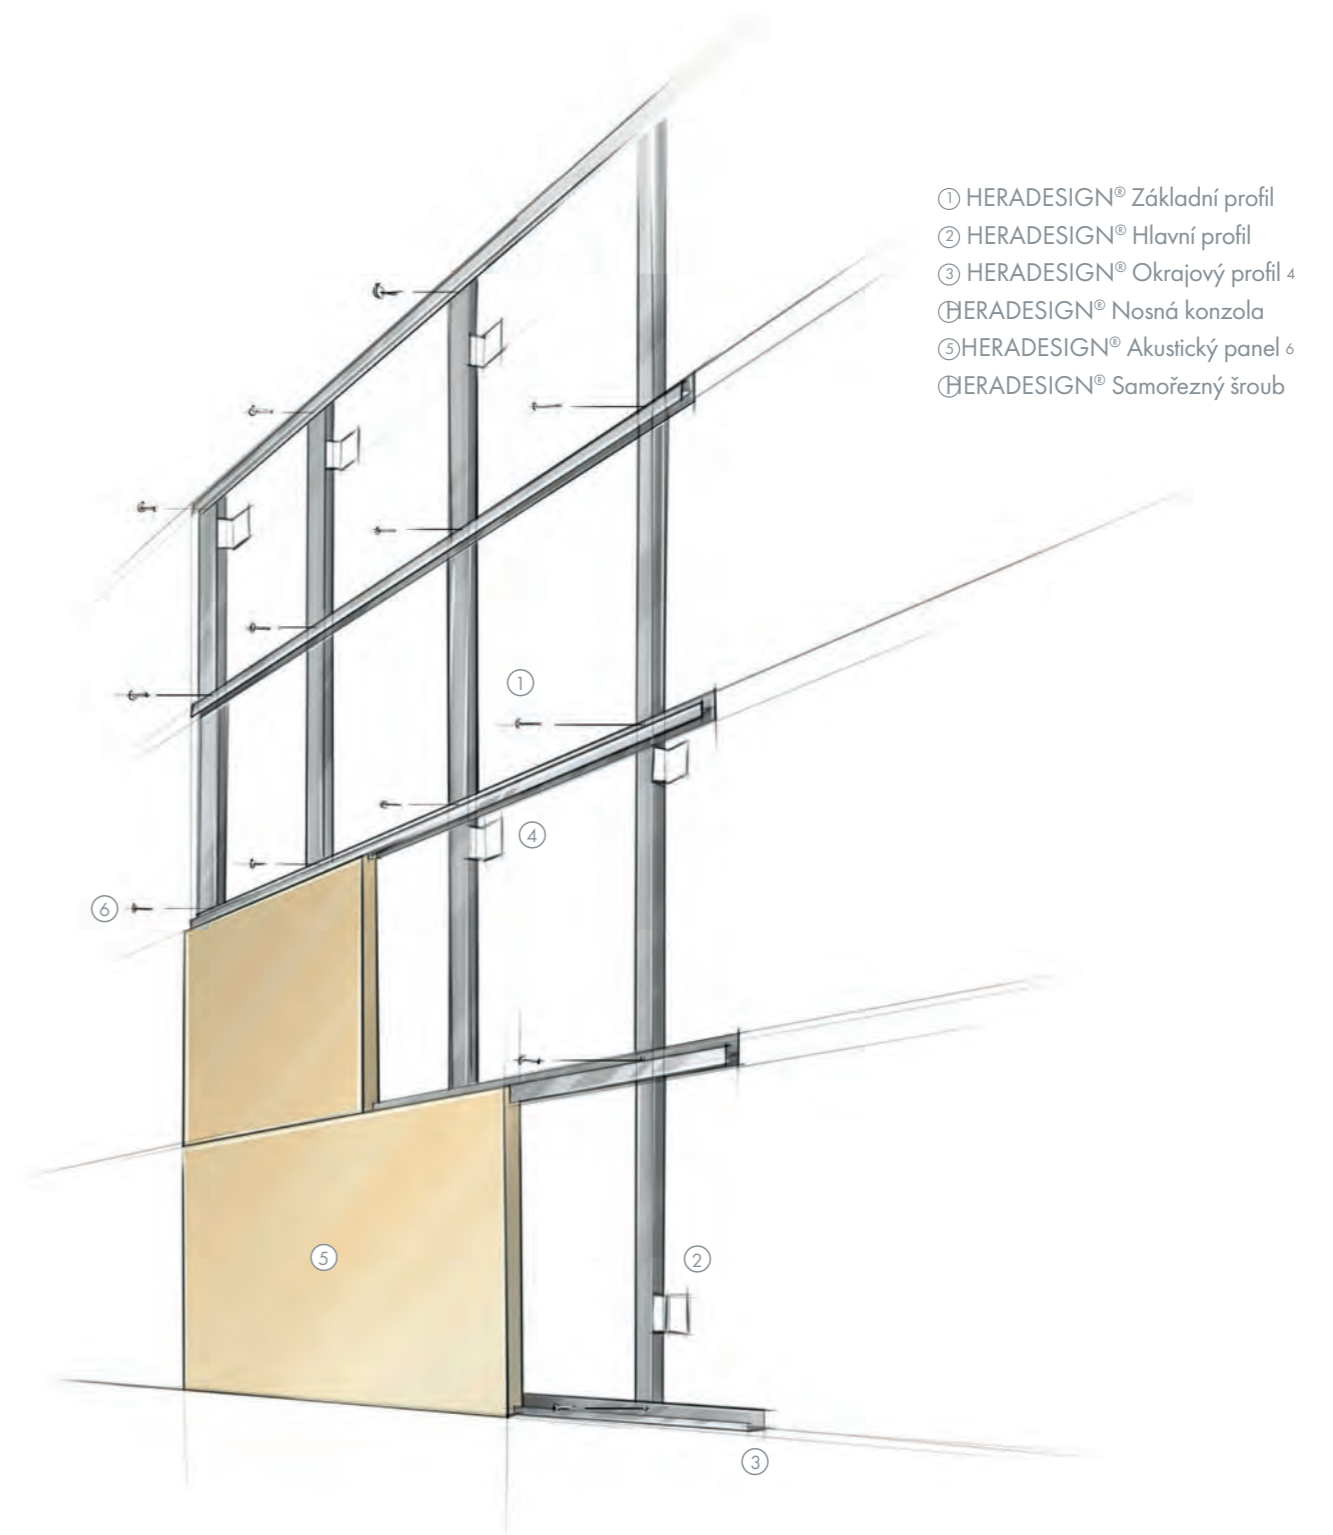 ① HERADESIGN® Základní profil
② HERADESIGN® Hlavní profil
③ HERADESIGN® Okrajový profil 4
HERADESIGN® Nosná konzola
⑤HERADESIGN® Akustický panel 6
HERADESIGN® Samořezný šroub
①
④
⑥
⑤
②
③